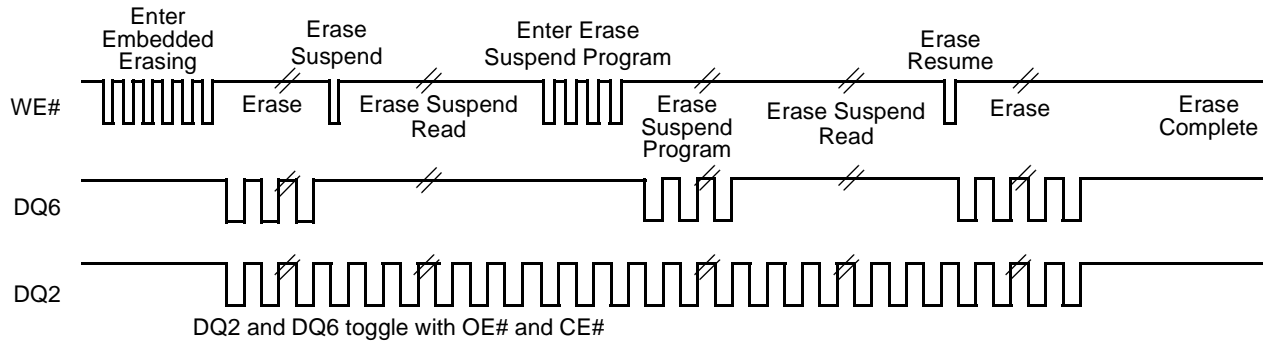 Enter
Embedded
Erasing
Erase
Suspend
Enter Erase
Suspend Program
Erase
Resume
WE#
Erase
Erase Suspend
Read
Erase
Suspend
Program
Erase Suspend
Read
Erase
Erase
Complete
DQ6
DQ2
DQ2 and DQ6 toggle with OE# and CE#